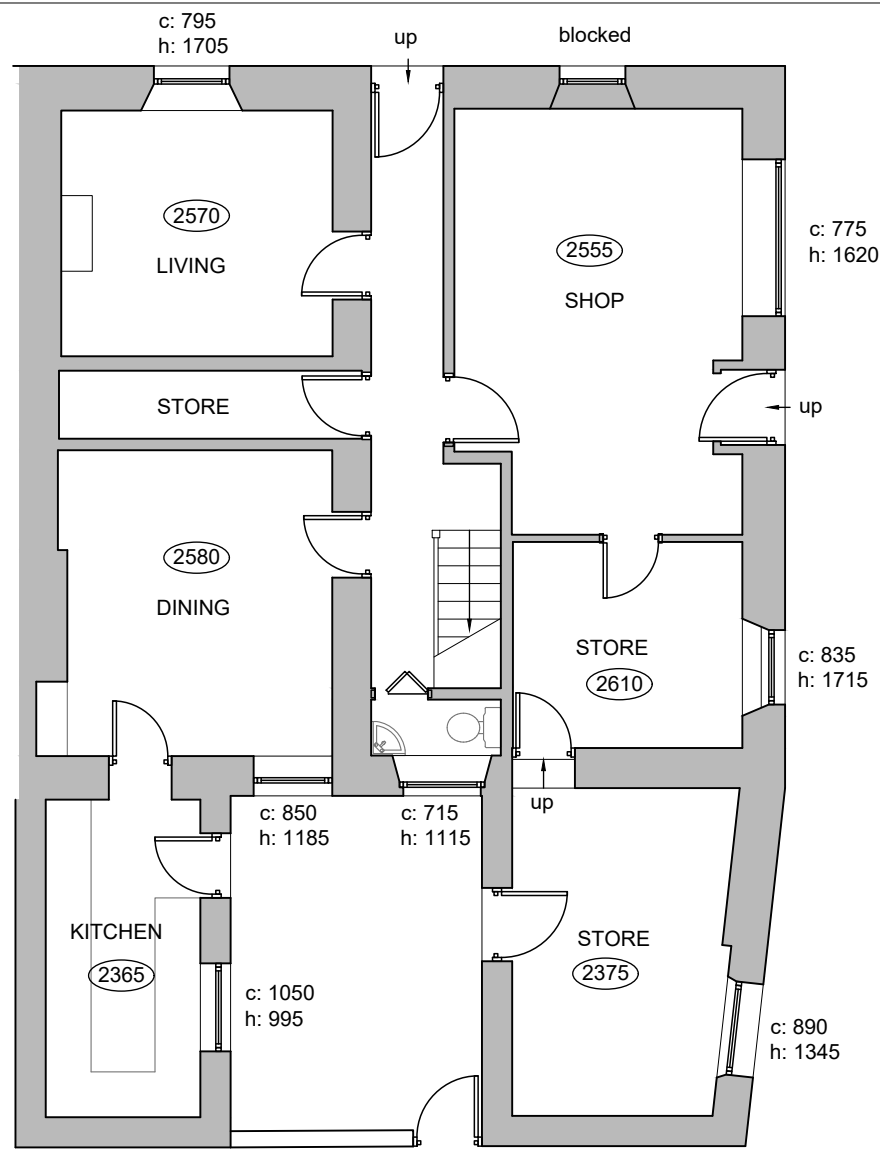 c: 795
h: 1705
up
blocked
2570
LIVING
2555
SHOP
c: 775
h: 1620
STORE
up
2580
DINING
STORE
2610
c: 835
h: 1715
up
c: 850
h: 1185
c: 715
h: 1115
KITCHEN
2365
c: 1050
h: 995
STORE
2375
c: 890
h: 1345